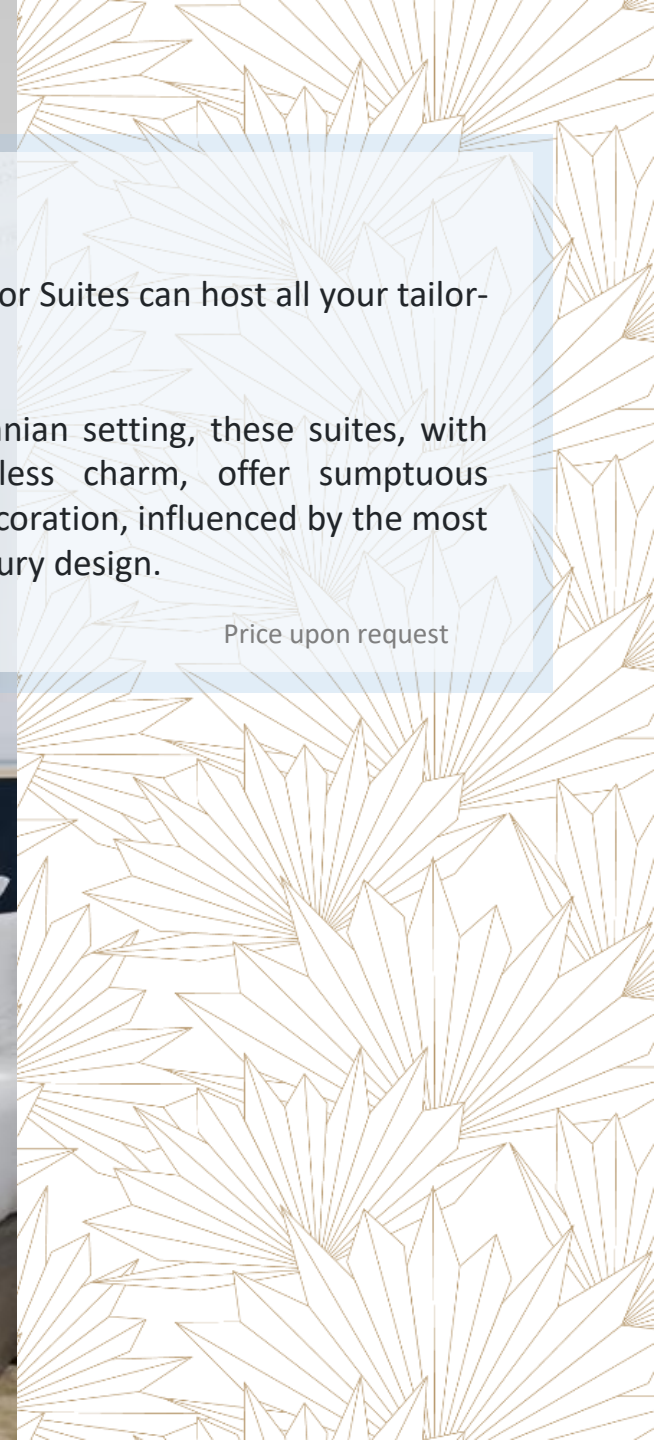 or Suites can host all your tailor-
nian setting, these suites, with
less charm, offer sumptuous
coration, influenced by the most
ury design.
Price upon request